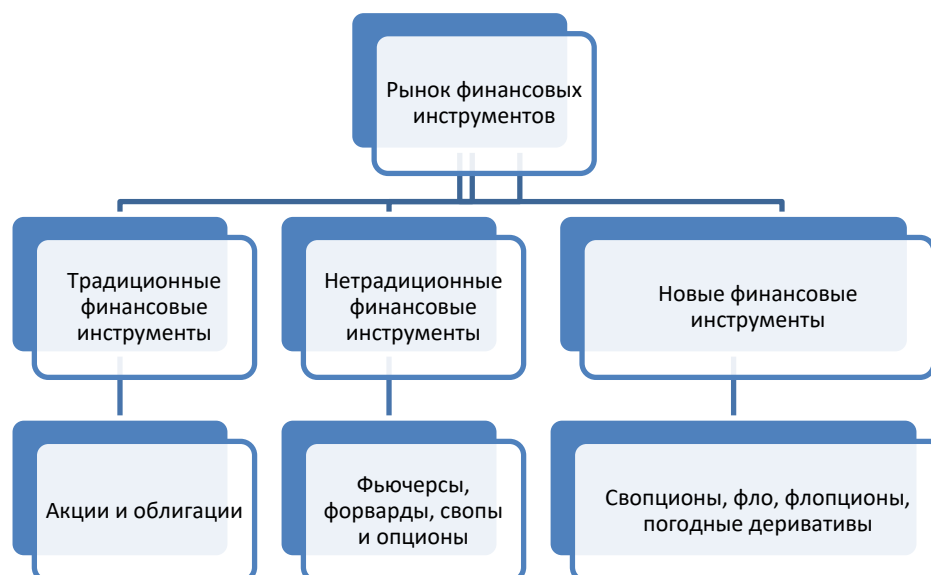 Рынок финансовых
инструментов
Традиционные
финансовые
инструменты
Нетрадиционные
финансовые
инструменты
Новые финансовые
инструменты
Акции и облигации
Фьючерсы,
форварды, свопы
и опционы
Свопционы, фло, флопционы,
погодные деривативы